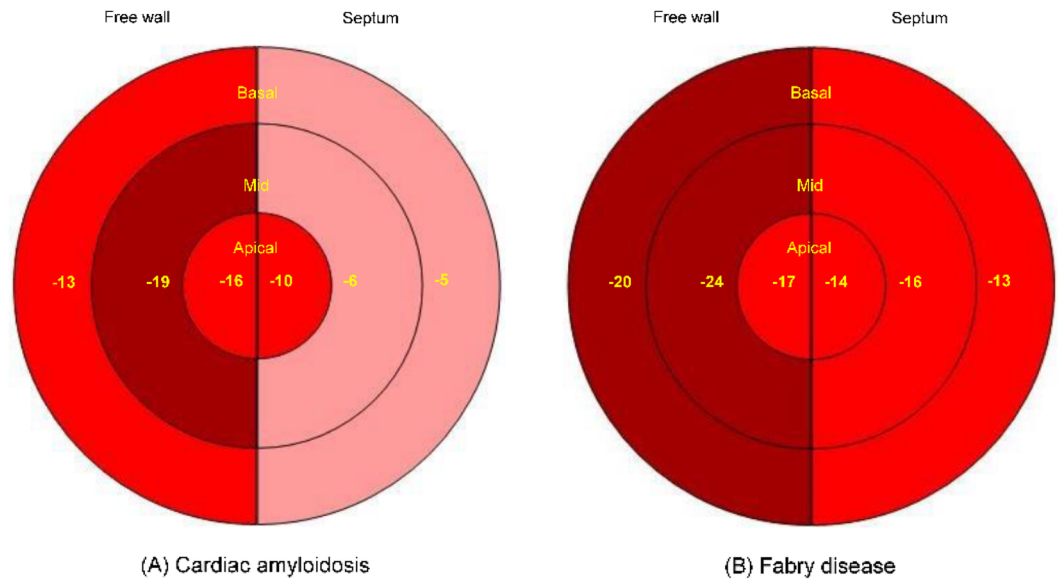 Free wall Septum Free wall Septum
Basal Basal
Mid Mid
Apical Apical
-13 -19 -16 -10 -6 -5 -20 -24 -17 -14 -16 -13
(A) Cardiac amyloidosis (B) Fabry disease